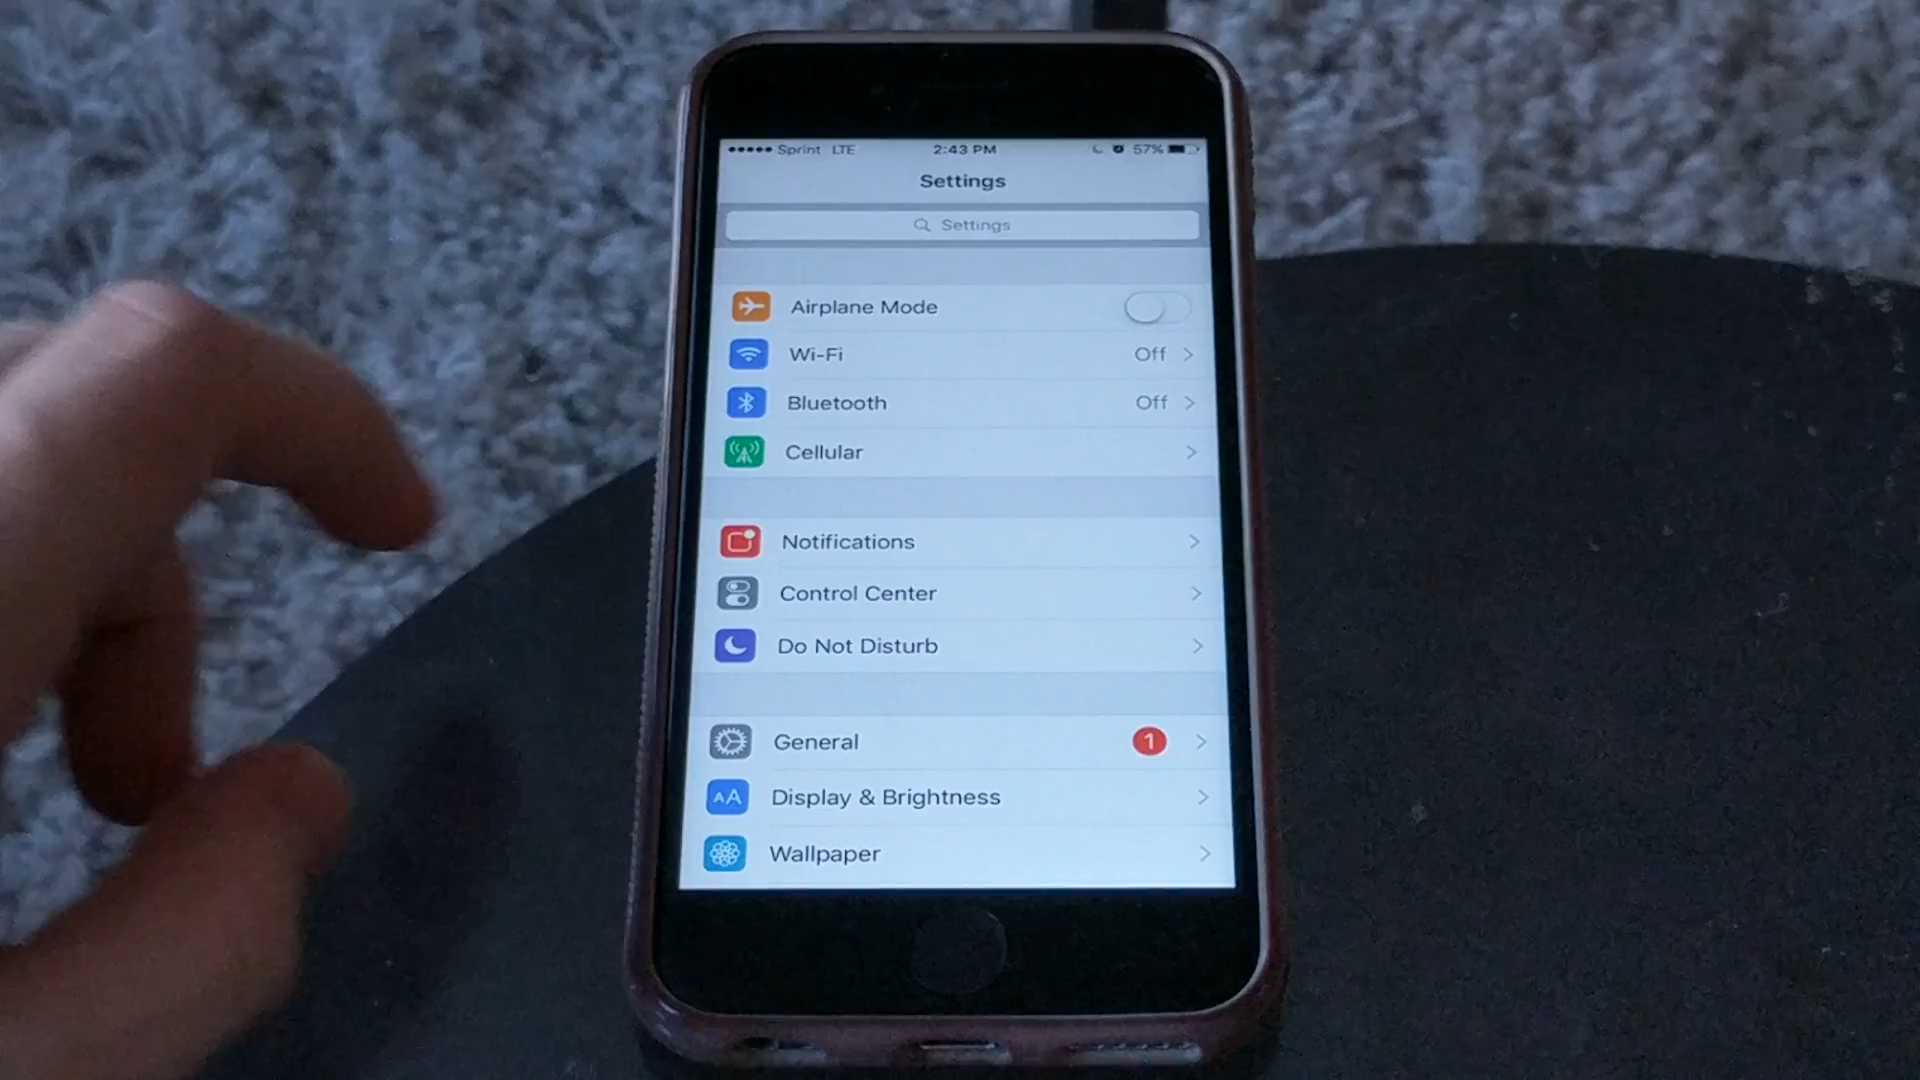 Sprint LTE 2:43 PM 57%
Settings
Settings
Airplane Mode
Wi-Fi Off
Bluetooth Off
Cellular
Notifications
Control Center
Do Not Disturb
General 1
AA Display & Brightness
Wallpaper